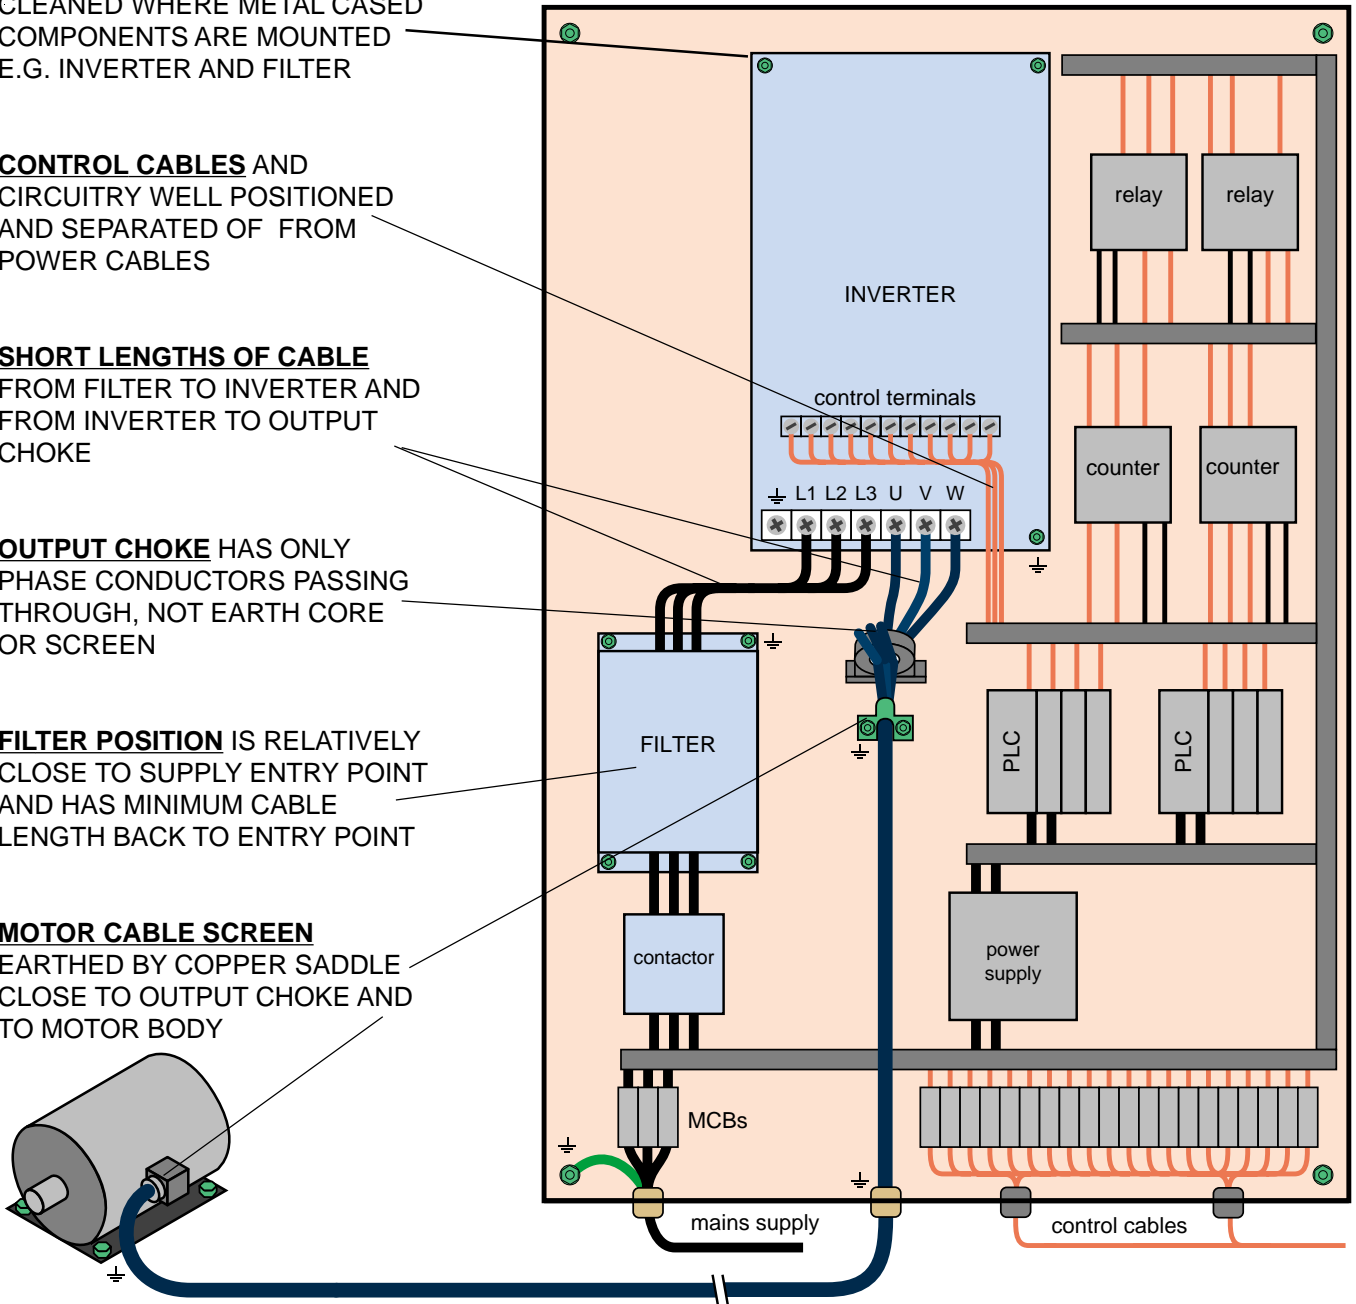 CLEANED WHERE METAL CASED
COMPONENTS ARE MOUNTED
E.G. INVERTER AND FILTER
CONTROL CABLES AND
CIRCUITRY WELL POSITIONED
AND SEPARATED OF FROM
POWER CABLES
SHORT LENGTHS OF CABLE
FROM FILTER TO INVERTER AND
FROM INVERTER TO OUTPUT
CHOKE
OUTPUT CHOKE HAS ONLY
PHASE CONDUCTORS PASSING
THROUGH, NOT EARTH CORE
OR SCREEN
FILTER POSITION IS RELATIVELY
CLOSE TO SUPPLY ENTRY POINT
AND HAS MINIMUM CABLE
LENGTH BACK TO ENTRY POINT
MOTOR CABLE SCREEN
EARTHED BY COPPER SADDLE
CLOSE TO OUTPUT CHOKE AND
TO MOTOR BODY
relay relay
INVERTER
control terminals
counter counter
L1 L2 L3 U V W
FILTER
PLC PLC
contactor
power
supply
MCBs
mains supply
control cables